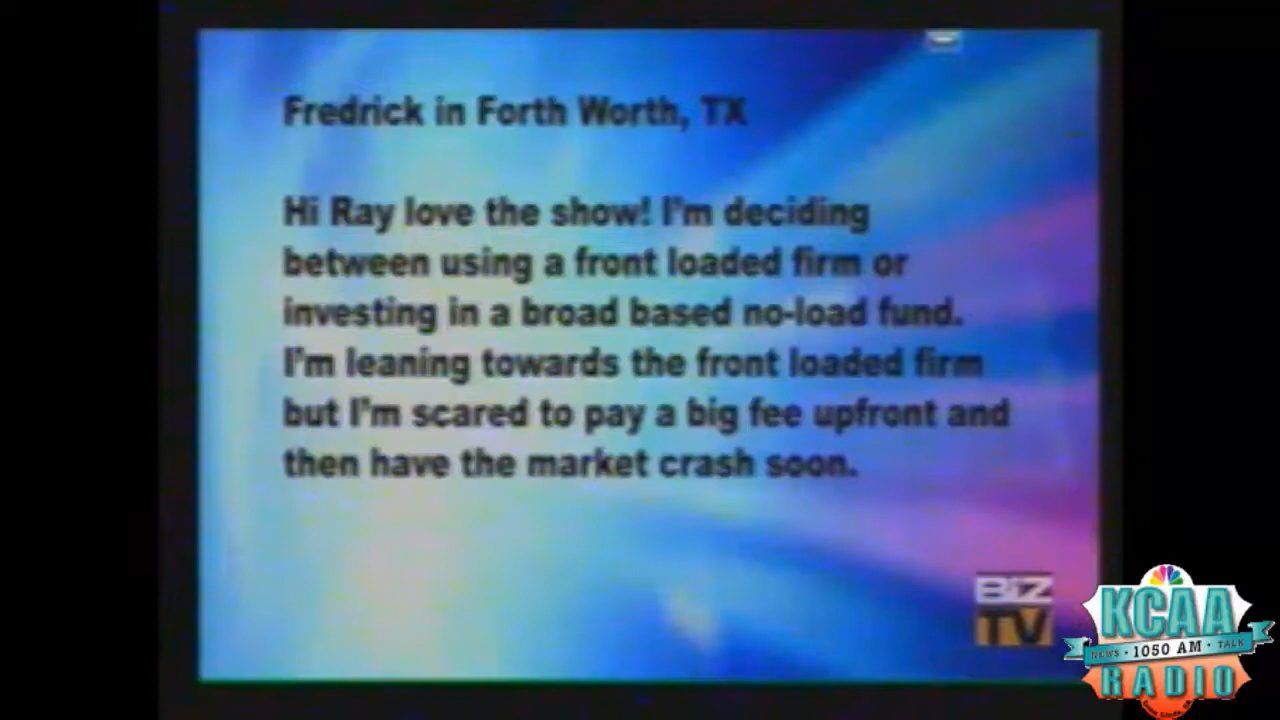 Fredrick in Forth Worth, TX
Hi Ray love the show! I'm deciding
between using a front loaded firm or
investing in a broad based no-load fund.
I'm leaning towards the front loaded firm
but I'm scared to pay a big fee upfront and
then have the market crash soon.
BiZ
TV
KCAA
NEWS · 1050 AM · TALK
RADIO